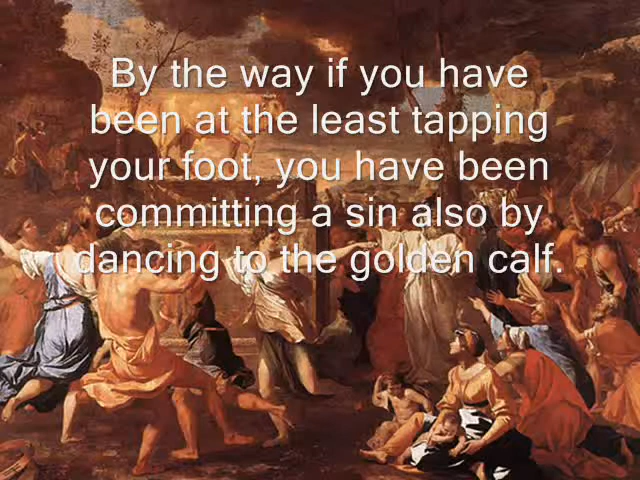 By the way if you have
been at the least tapping
your foot, you have been
committing a sin also by
dancing to the golden calf.